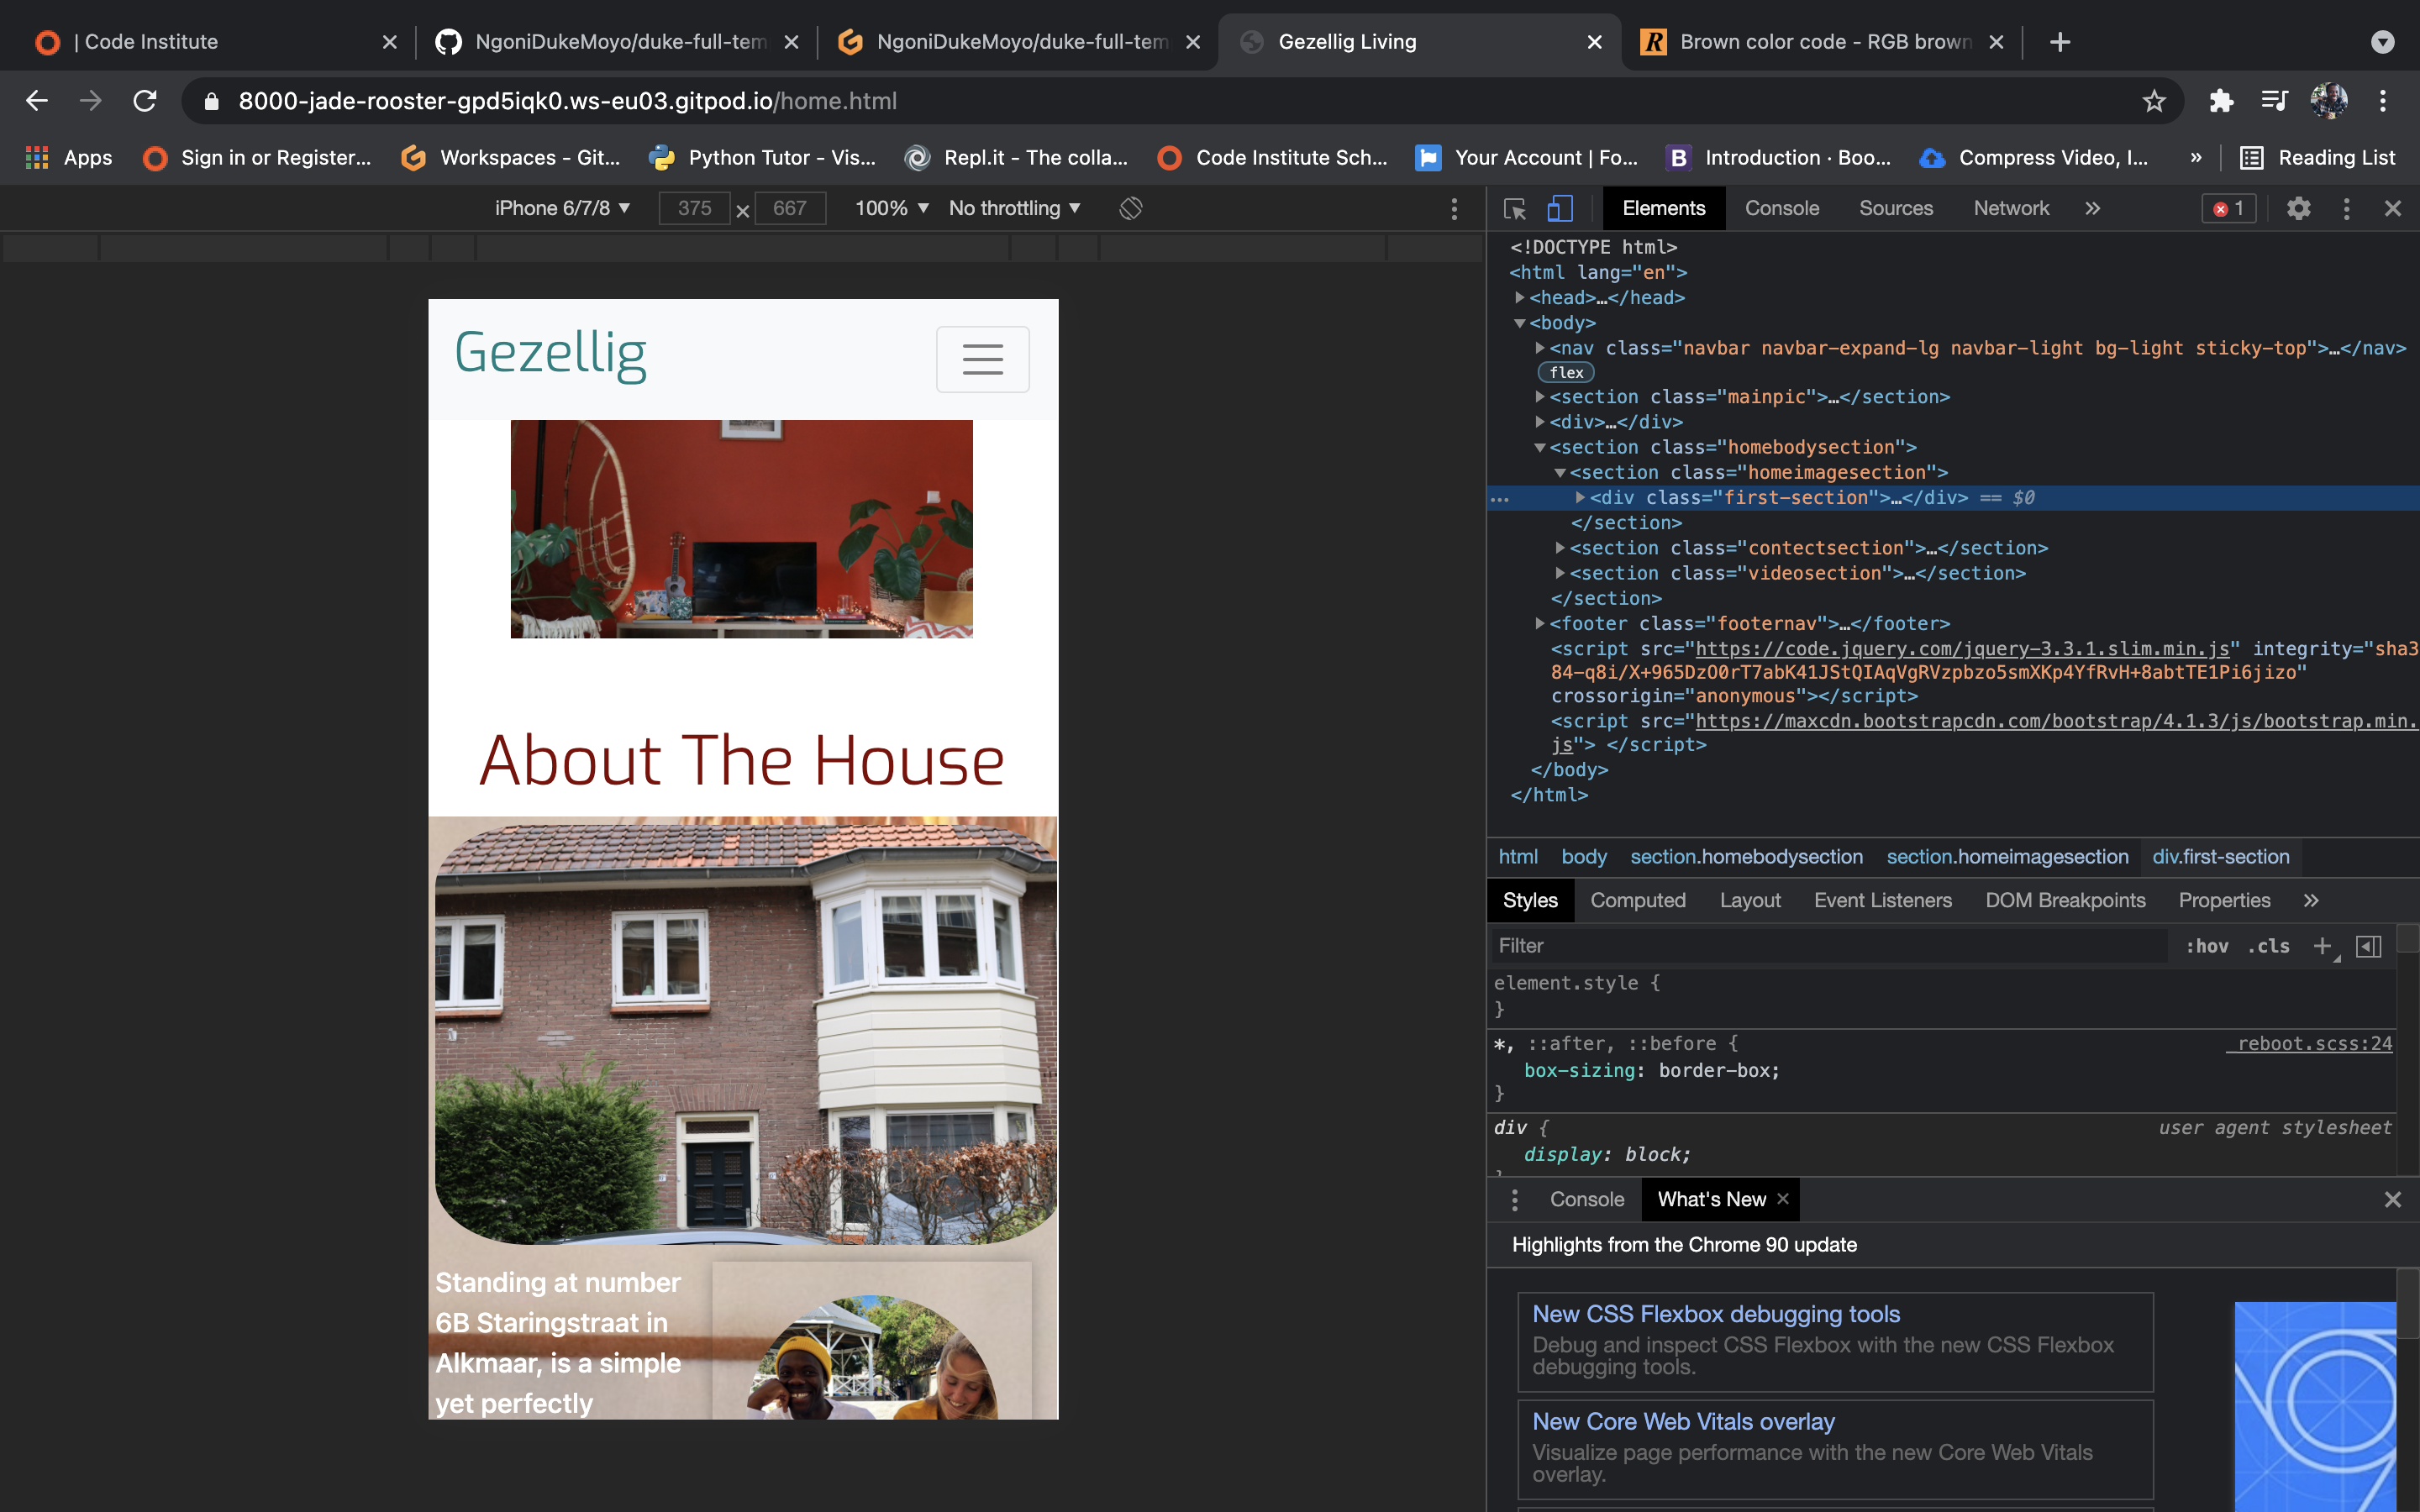 | Code Institute
NgoniDukeMoyo/duke-full-tem
NgoniDukeMoyo/duke-full-tem
Gezellig Living
Brown color code - RGB brown
8000-jade-rooster-gpd5iqk0.ws-eu03.gitpod.io/home.html
Apps
Sign in or Register...
Workspaces - Git...
Python Tutor - Vis...
Repl.it - The colla...
Code Institute Sch...
Your Account | Fo...
B
Introduction · Boo...
Compress Video, I...
»
Reading List
iPhone 6/7/8
375 × 667
100%
No throttling
Elements
Console
Sources
Network
»
1
<!DOCTYPE html>
<html lang="en">
<head>…</head>
<body>
<nav class="navbar navbar-expand-lg navbar-light bg-light sticky-top">…</nav>
flex
<section class="mainpic">…</section>
<div>…</div>
<section class="homebodysection">
<section class="homeimagesection">
… <div class="first-section">…</div> == $0
</section>
<section class="contectsection">…</section>
<section class="videosection">…</section>
</section>
<footer class="footernav">…</footer>
<script src="https://code.jquery.com/jquery-3.3.1.slim.min.js" integrity="sha3
84-q8i/X+965DzO0rT7abK41JStQIAqVgRVzpbzo5smXKp4YfRvH+8abtTE1Pi6jizo"
crossorigin="anonymous"></script>
<script src="https://maxcdn.bootstrapcdn.com/bootstrap/4.1.3/js/bootstrap.min.
js"> </script>
</body>
</html>
html body section.homebodysection section.homeimagesection div.first-section
Styles
Computed
Layout
Event Listeners
DOM Breakpoints
Properties
»
Filter
:hov .cls +
element.style {
}
*, ::after, ::before {
_reboot.scss:24
box-sizing: border-box;
}
div {
user agent stylesheet
display: block;
Console
What's New
Highlights from the Chrome 90 update
New CSS Flexbox debugging tools
Debug and inspect CSS Flexbox with the new CSS Flexbox
debugging tools.
New Core Web Vitals overlay
Visualize page performance with the new Core Web Vitals
overlay.
Gezellig
About The House
Standing at number
6B Staringstraat in
Alkmaar, is a simple
yet perfectly